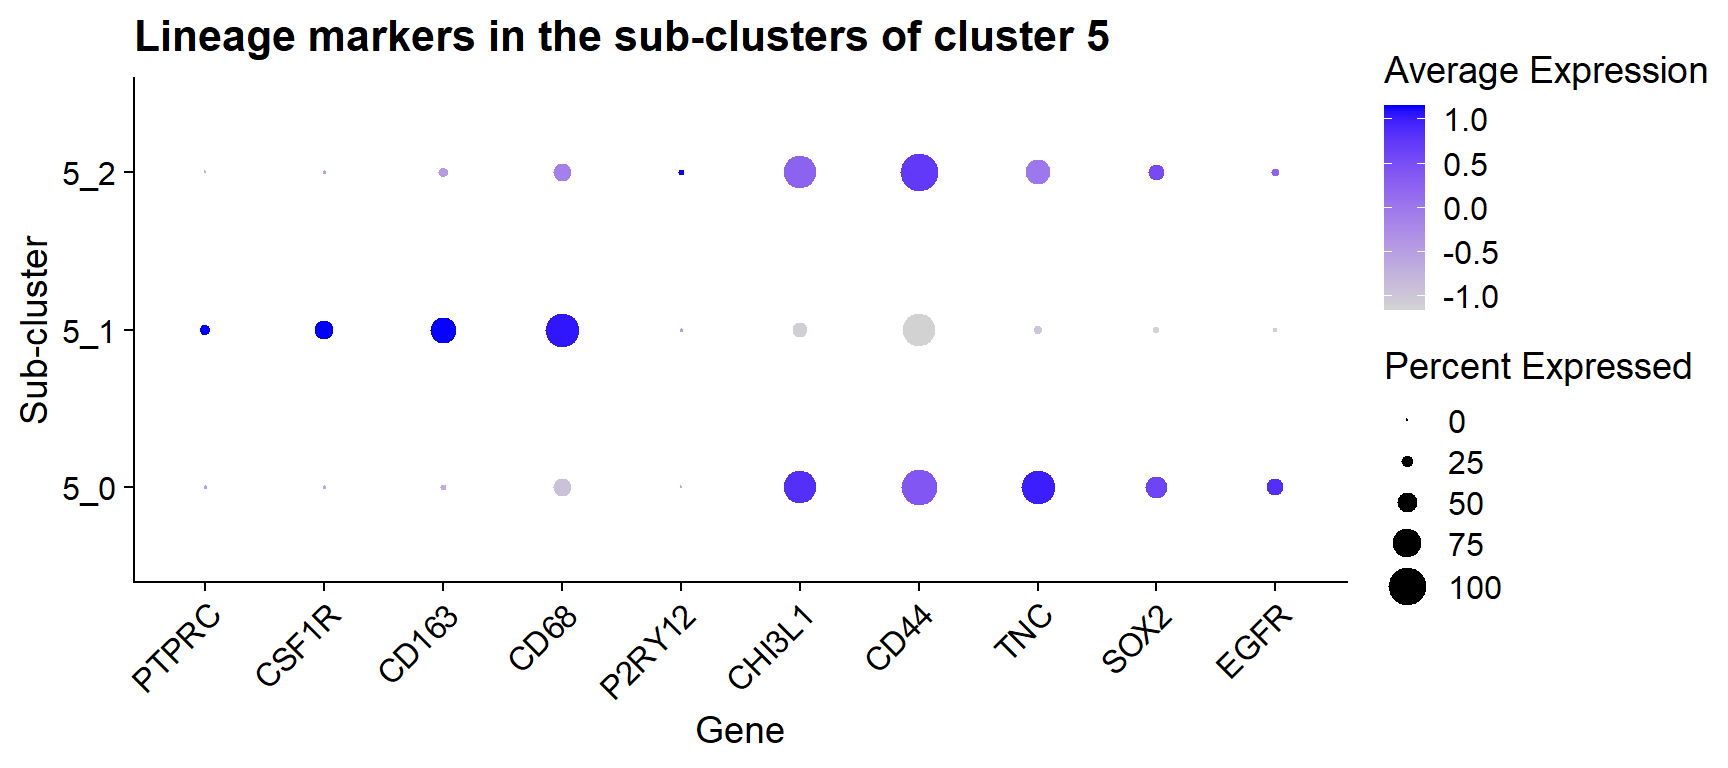 Lineage markers in the sub-clusters of cluster 5
Sub-cluster
5_2
5_1
5_0
PTPRC
CSF1R
CD163
CD68
P2RY12
CHI3L1
CD44
TNC
SOX2
EGFR
Gene
Average Expression
1.0
0.5
0.0
-0.5
-1.0
Percent Expressed
0
25
50
75
100